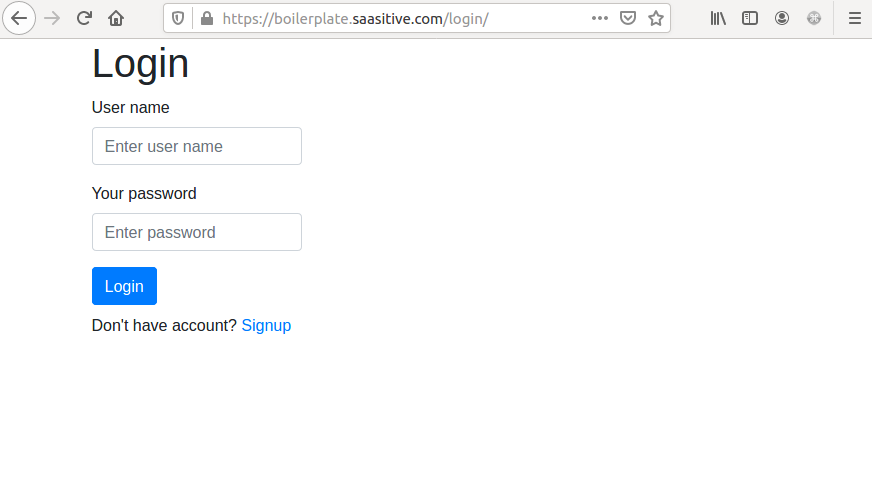 https://boilerplate.saasitive.com/login/
Login
User name
Enter user name
Your password
Enter password
Login
Don't have account? Signup